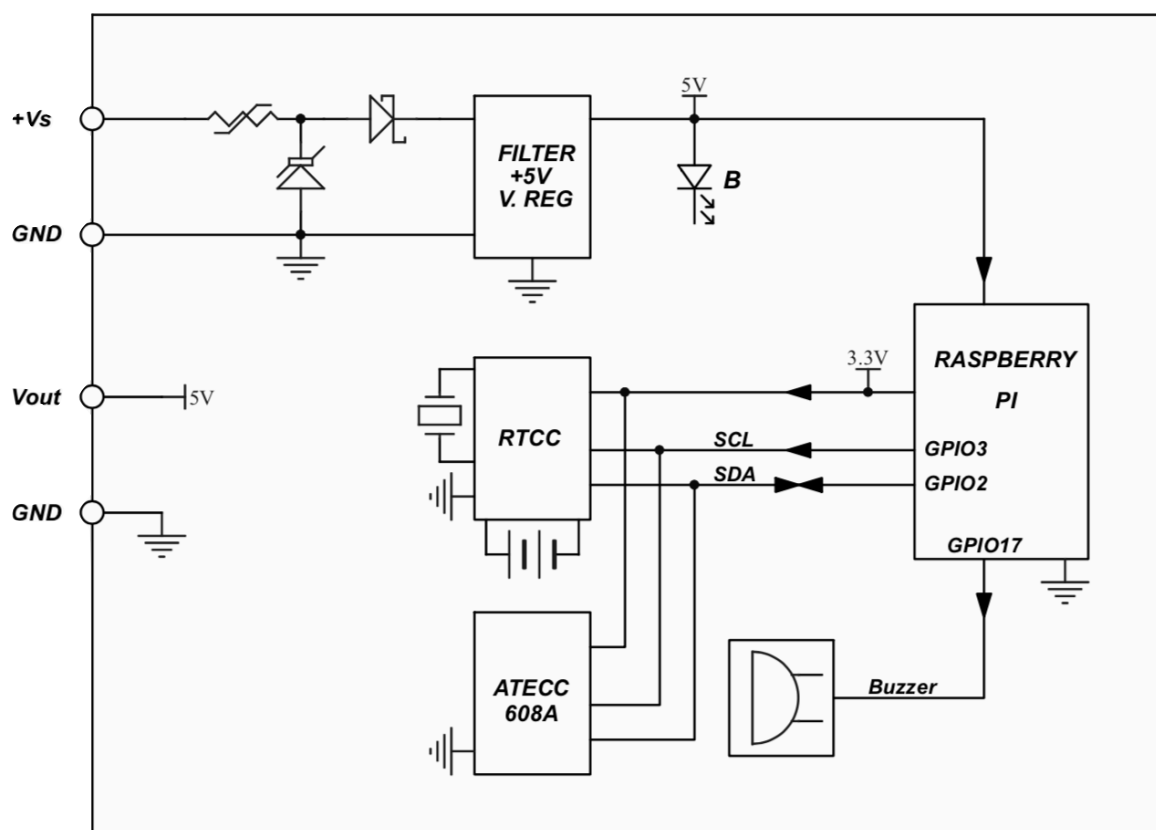 +Vs
FILTER
+5V
V. REG
5V
B
GND
RASPBERRY
PI
3.3V
Vout
5V
RTCC
SCL
GPIO3
SDA
GPIO2
GND
GPIO17
ATECC
608A
Buzzer